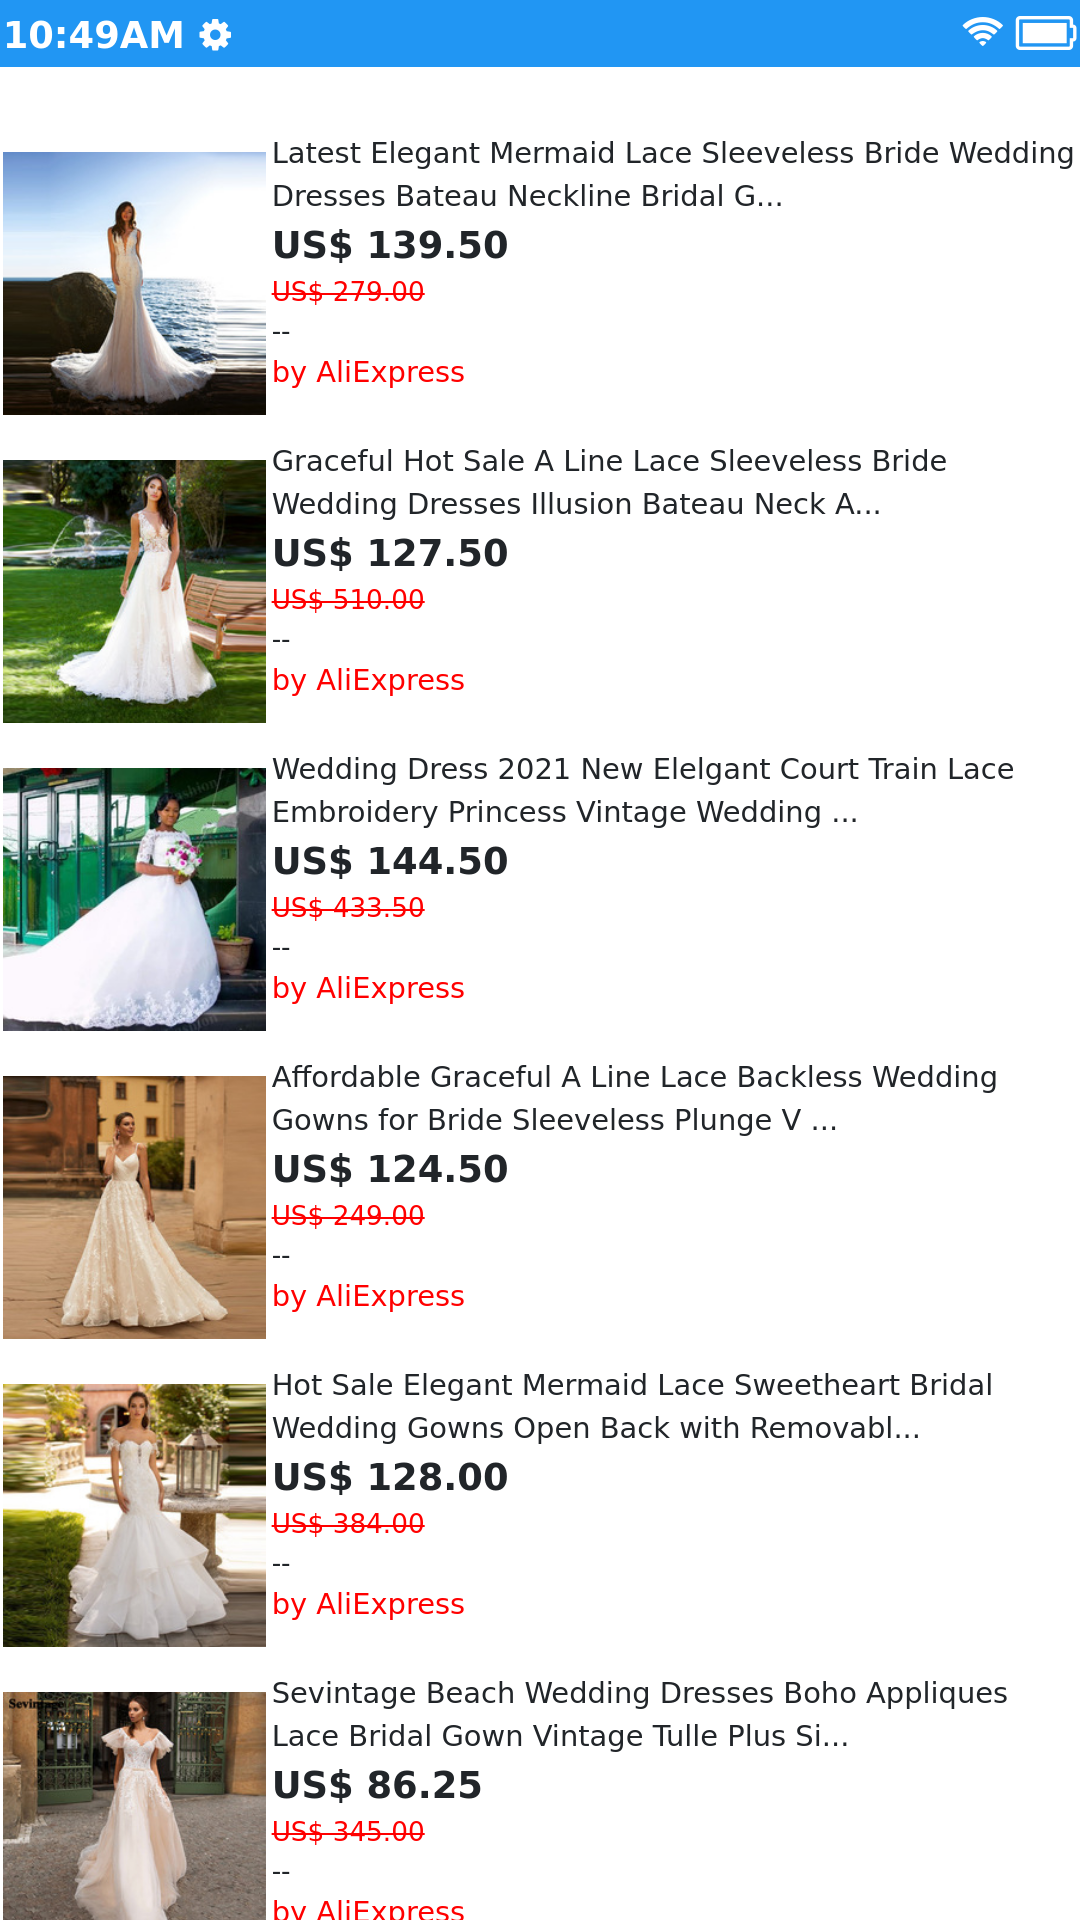 10:49AM
Latest Elegant Mermaid Lace Sleeveless Bride Wedding
Dresses Bateau Neckline Bridal G...
US$ 139.50
US$ 279.00
--
by AliExpress
Graceful Hot Sale A Line Lace Sleeveless Bride
Wedding Dresses Illusion Bateau Neck A...
US$ 127.50
US$ 510.00
--
by AliExpress
Wedding Dress 2021 New Elelgant Court Train Lace
Embroidery Princess Vintage Wedding ...
US$ 144.50
US$ 433.50
--
by AliExpress
Affordable Graceful A Line Lace Backless Wedding
Gowns for Bride Sleeveless Plunge V ...
US$ 124.50
US$ 249.00
--
by AliExpress
Hot Sale Elegant Mermaid Lace Sweetheart Bridal
Wedding Gowns Open Back with Removabl...
US$ 128.00
US$ 384.00
--
by AliExpress
Sevintage
Sevintage Beach Wedding Dresses Boho Appliques
Lace Bridal Gown Vintage Tulle Plus Si...
US$ 86.25
US$ 345.00
--
by AliExpress